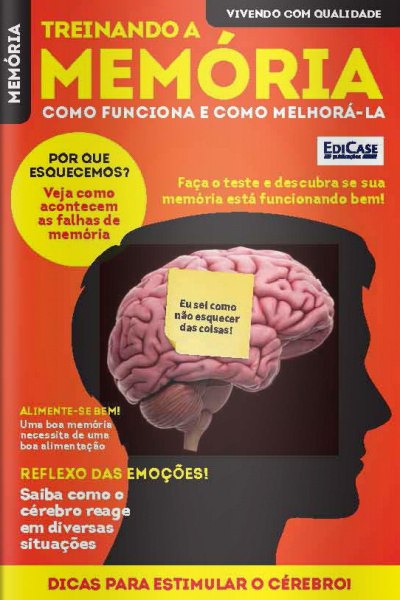 VIVENDO COM QUALIDADE
MEMÓRIA
TREINANDO A
MEMÓRIA
COMO FUNCIONA E COMO MELHORÁ-LA
EDICASE
publicações
POR QUE
ESQUECEMOS?
Veja como
acontecem
as falhas de
memória
Faça o teste e descubra se sua
memória está funcionando bem!
Eu sei como
não esquecer
das coisas!
ALIMENTE-SE BEM!
Uma boa memória
necessita de uma
boa alimentação
REFLEXO DAS EMOÇÕES!
Saiba como o
cérebro reage
em diversas
situações
DICAS PARA ESTIMULAR O CÉREBRO!